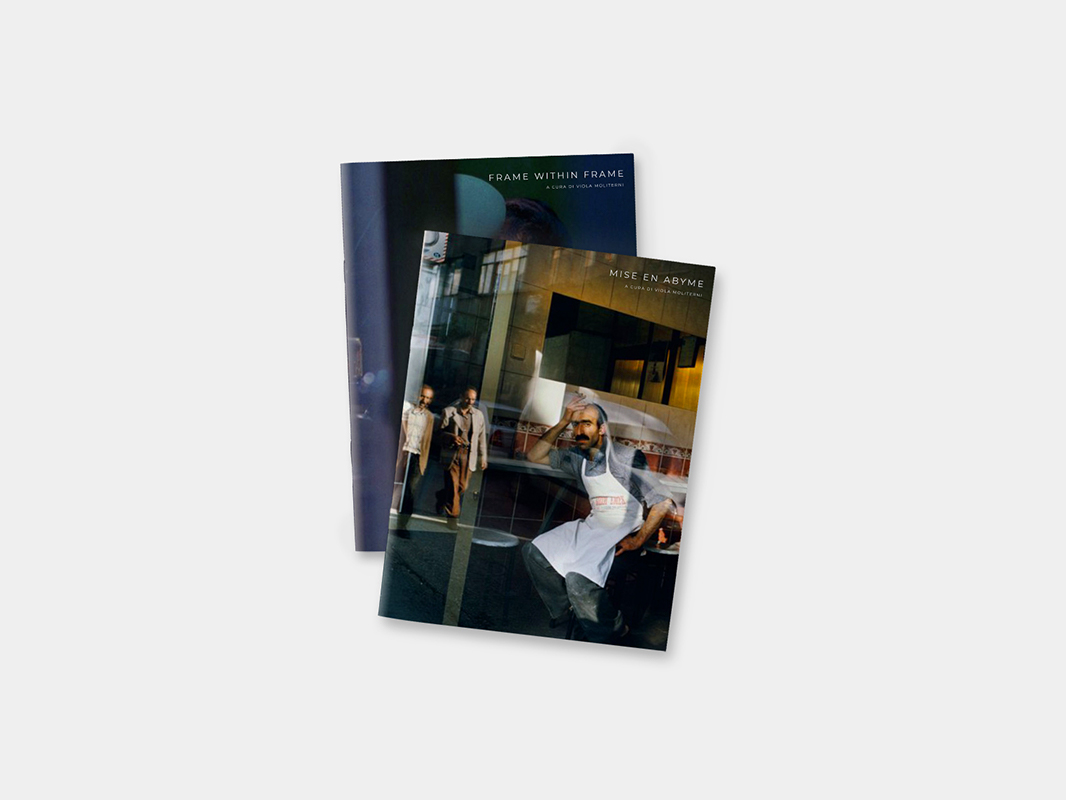 FRAME WITHIN FRAME
A CURA DI VIOLA MOLITERNI
MISE EN ABYME
A CURA DI VIOLA MOLITERNI